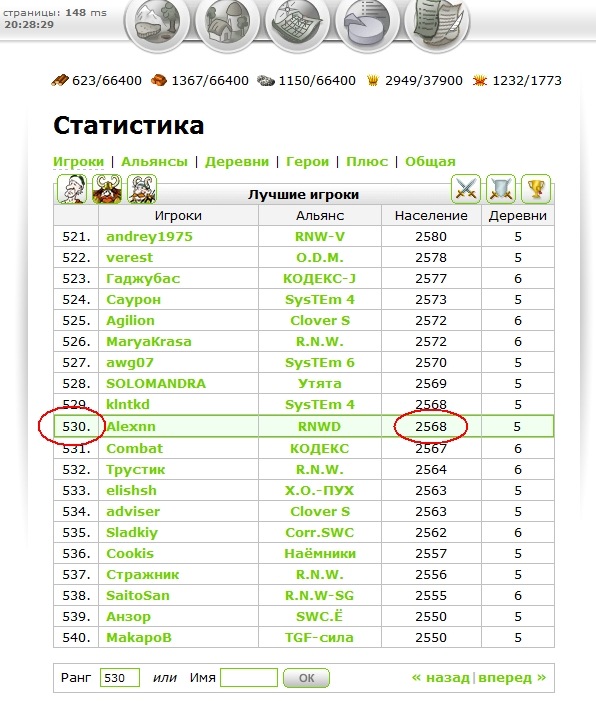 страницы: 148 ms
20:28:29
623/66400 1367/66400 1150/66400 2949/37900 1232/1773
Статистика
Игроки | Альянсы | Деревни | Герои | Плюс | Общая
Лучшие игроки
Игроки Альянс Население Деревни
521. andrey1975 RNW-V 2580 5
522. verest O.D.M. 2578 5
523. Гаджубас КОДЕКС-J 2577 6
524. Саурон SysTEm 4 2573 5
525. Agilion Clover S 2572 6
526. MaryaKrasa R.N.W. 2572 6
527. awg07 SysTEm 6 2570 5
528. SOLOMANDRA Утята 2569 5
529. klntkd SysTEm 4 2568 5
530. Alexnn RNWD 2568 5
531. Combat КОДЕКС 2567 6
532. Трустик R.N.W. 2564 6
533. elishsh Х.О.-ПУХ 2563 5
534. adviser Clover S 2563 5
535. Sladkiy Corr.SWC 2562 6
536. Cookis Наёмники 2557 5
537. Стражник R.N.W. 2556 5
538. SaitoSan R.N.W-SG 2555 6
539. Анзор SWC.Ё 2550 5
540. МакароВ TGF-сила 2550 5
Ранг 530 или Имя ОК « назад|вперед »